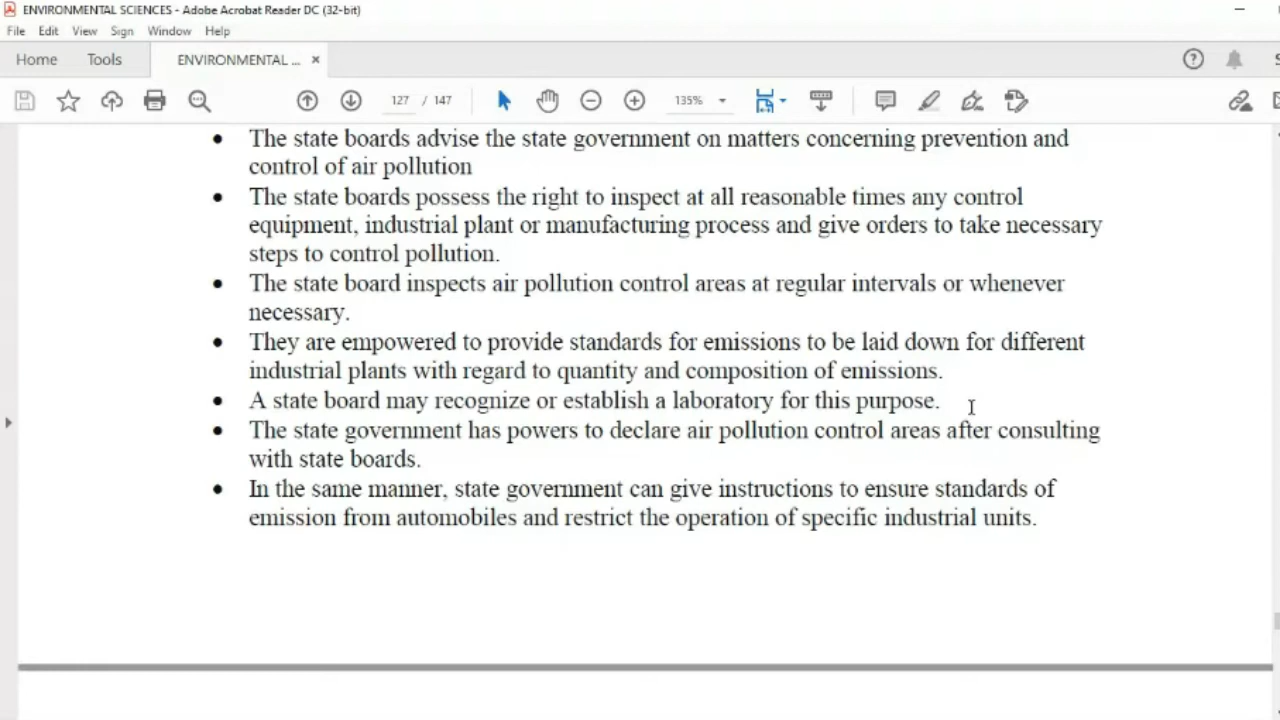 ENVIRONMENTAL SCIENCES - Adobe Acrobat Reader DC (32-bit)
File Edit View Sign Window Help
Home Tools ENVIRONMENTAL ... ×
127 / 147 135%
• The state boards advise the state government on matters concerning prevention and
control of air pollution
• The state boards possess the right to inspect at all reasonable times any control
equipment, industrial plant or manufacturing process and give orders to take necessary
steps to control pollution.
• The state board inspects air pollution control areas at regular intervals or whenever
necessary.
• They are empowered to provide standards for emissions to be laid down for different
industrial plants with regard to quantity and composition of emissions.
• A state board may recognize or establish a laboratory for this purpose.
• The state government has powers to declare air pollution control areas after consulting
with state boards.
• In the same manner, state government can give instructions to ensure standards of
emission from automobiles and restrict the operation of specific industrial units.